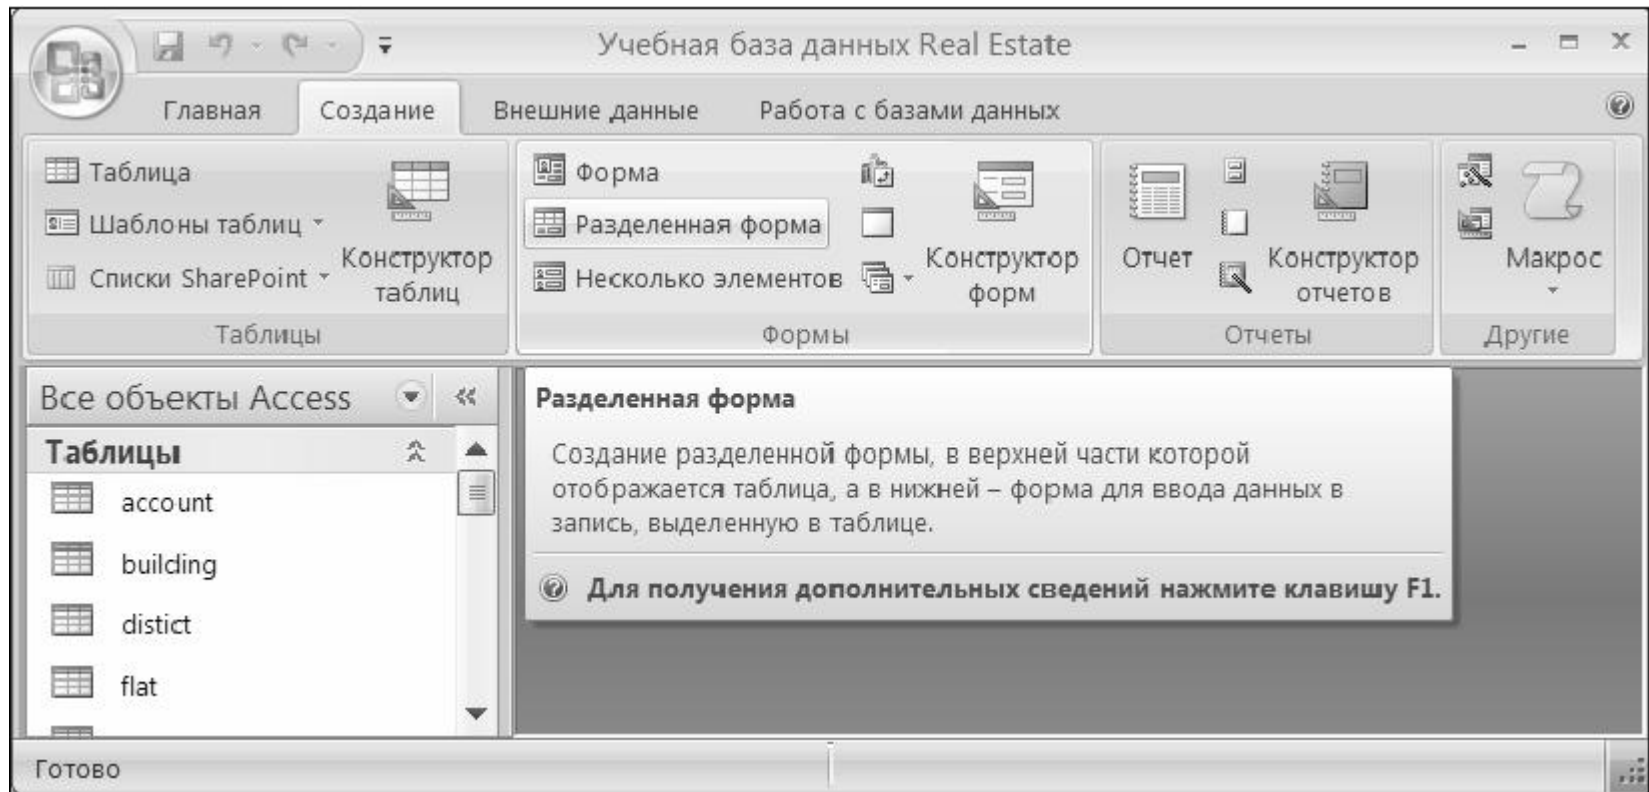 Учебная база данных Real Estate
Главная Создание Внешние данные Работа с базами данных
Таблица
Шаблоны таблиц
Списки SharePoint
Конструктор
таблиц
Таблицы
Форма
Разделенная форма
Несколько элементов
Конструктор
форм
Формы
Отчет
Конструктор
отчетов
Отчеты
Макрос
Другие
Все объекты Access
Таблицы
account
building
distict
flat
Разделенная форма
Создание разделенной формы, в верхней части которой
отображается таблица, а в нижней – форма для ввода данных в
запись, выделенную в таблице.
Для получения дополнительных сведений нажмите клавишу F1.
Готово